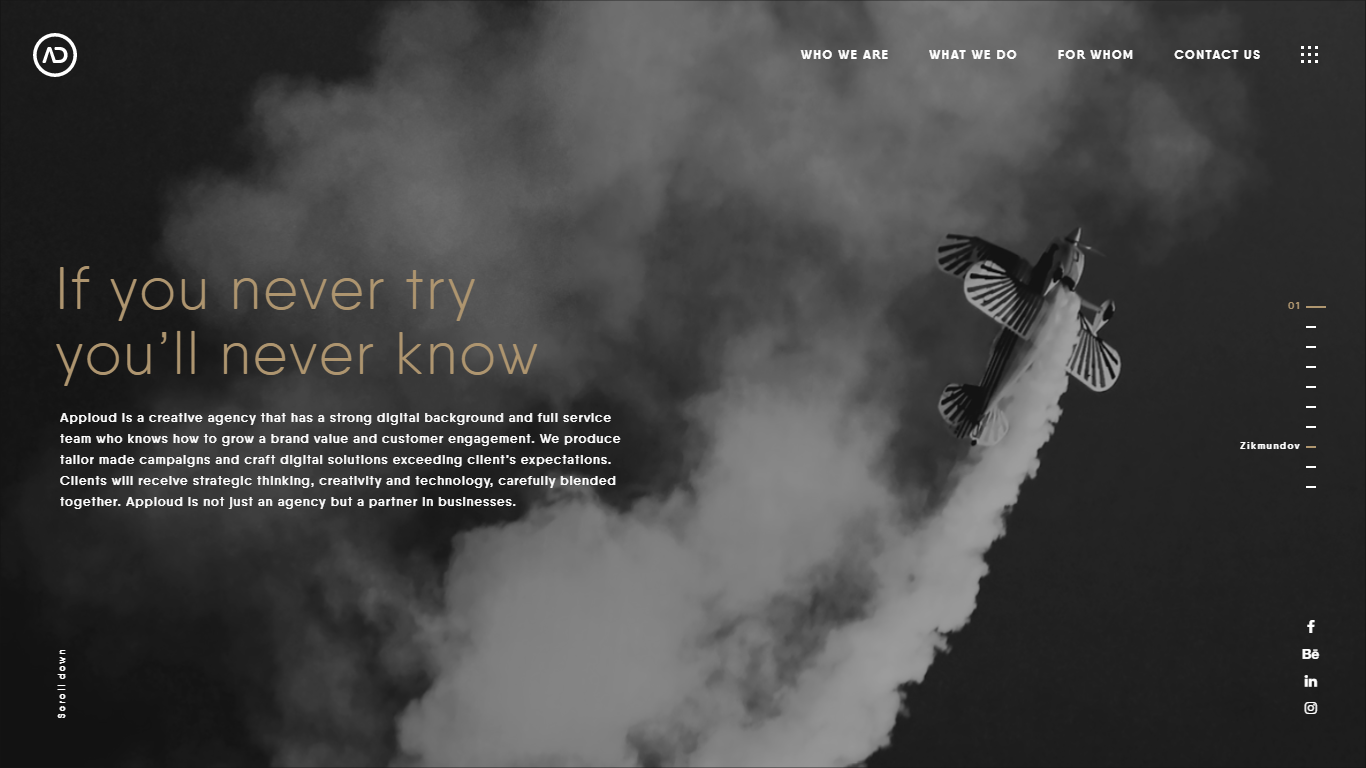 AD
WHO WE ARE
WHAT WE DO
FOR WHOM
CONTACT US
If you never try
you’ll never know
Apploud is a creative agency that has a strong digital background and full service
team who knows how to grow a brand value and customer engagement. We produce
tailor made campaigns and craft digital solutions exceeding client's expectations.
Clients will receive strategic thinking, creativity and technology, carefully blended
together. Apploud is not just an agency but a partner in businesses.
01
Zikmundov
Scroll down
f
Bē
in